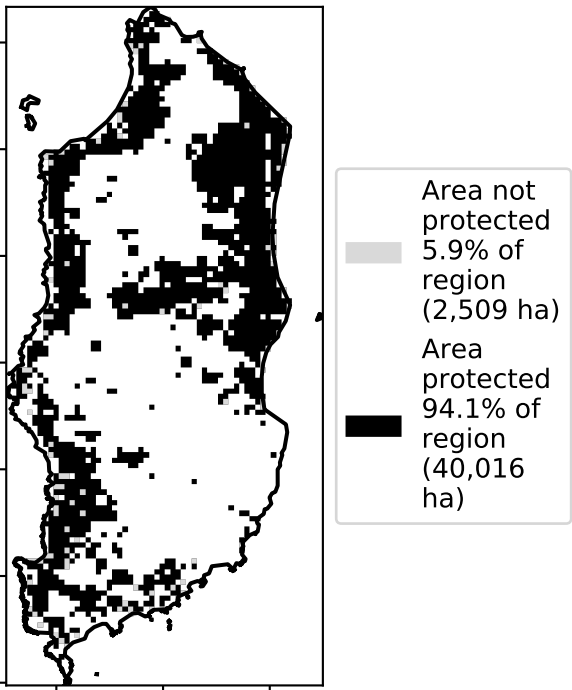 Area not
protected
5.9% of
region
(2,509 ha)
Area
protected
94.1% of
region
(40,016
ha)